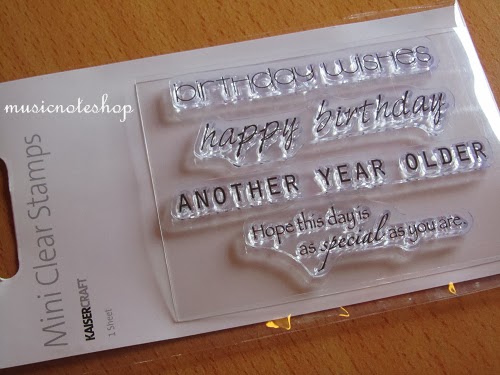 birthday wishes
happy birthday
ANOTHER YEAR OLDER
Hope this day is
as special as you are.
musicnoteshop
Mini Clear Stamps
KAISERCRAFT
1 Sheet